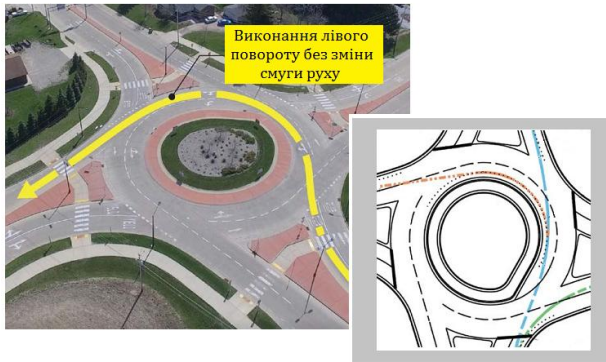 Виконання лівого
повороту без зміни
смуги руху